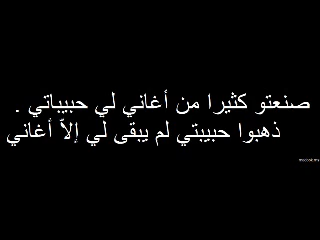 صنعتو كثيرا من أغاني لي حبيباتي .
ذهبوا حبيبتي لم يبقى لي إلاّ أغاني